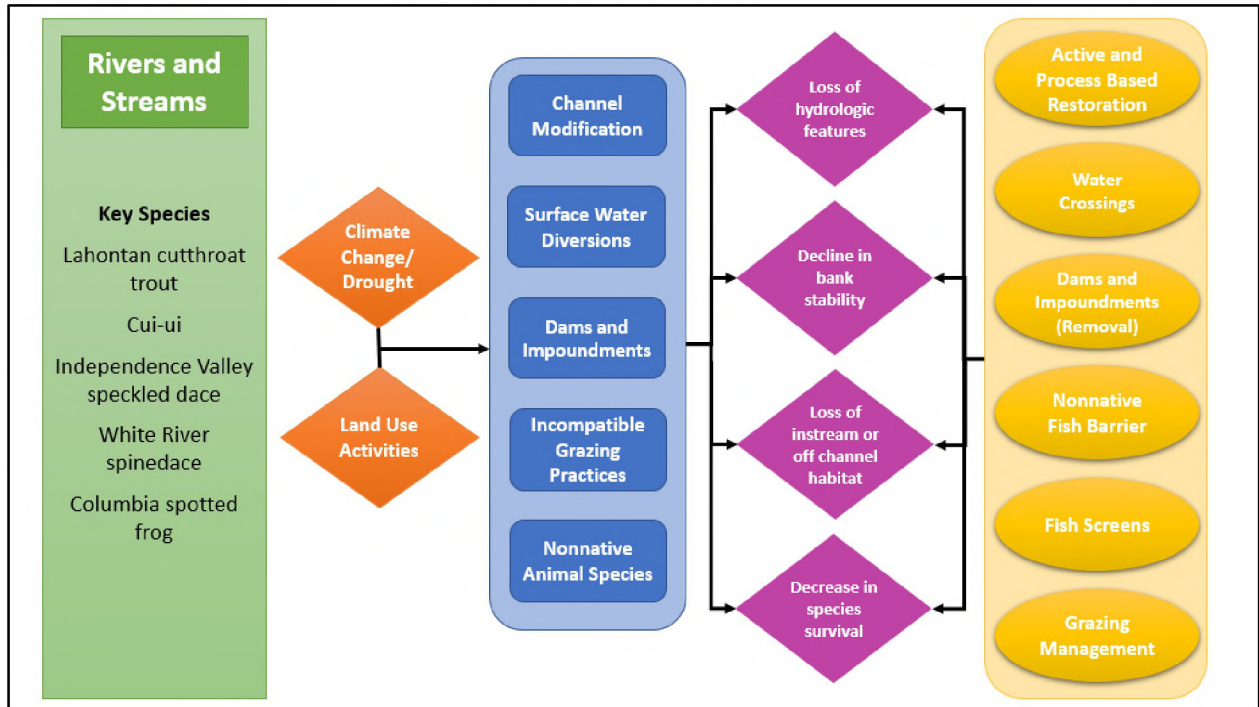 Rivers and
Streams
Key Species
Lahontan cutthroat
trout
Cui-ui
Independence Valley
speckled dace
White River
spinedace
Columbia spotted
frog
Climate
Change/
Drought
Land Use
Activities
Channel
Modification
Surface Water
Diversions
Dams and
Impoundments
Incompatible
Grazing
Practices
Nonnative
Animal Species
Loss of
hydrologic
features
Decline in
bank
stability
Loss of
instream or
off channel
habitat
Decrease in
species
survival
Active and
Process Based
Restoration
Water
Crossings
Dams and
Impoundments
(Removal)
Nonnative
Fish Barrier
Fish Screens
Grazing
Management